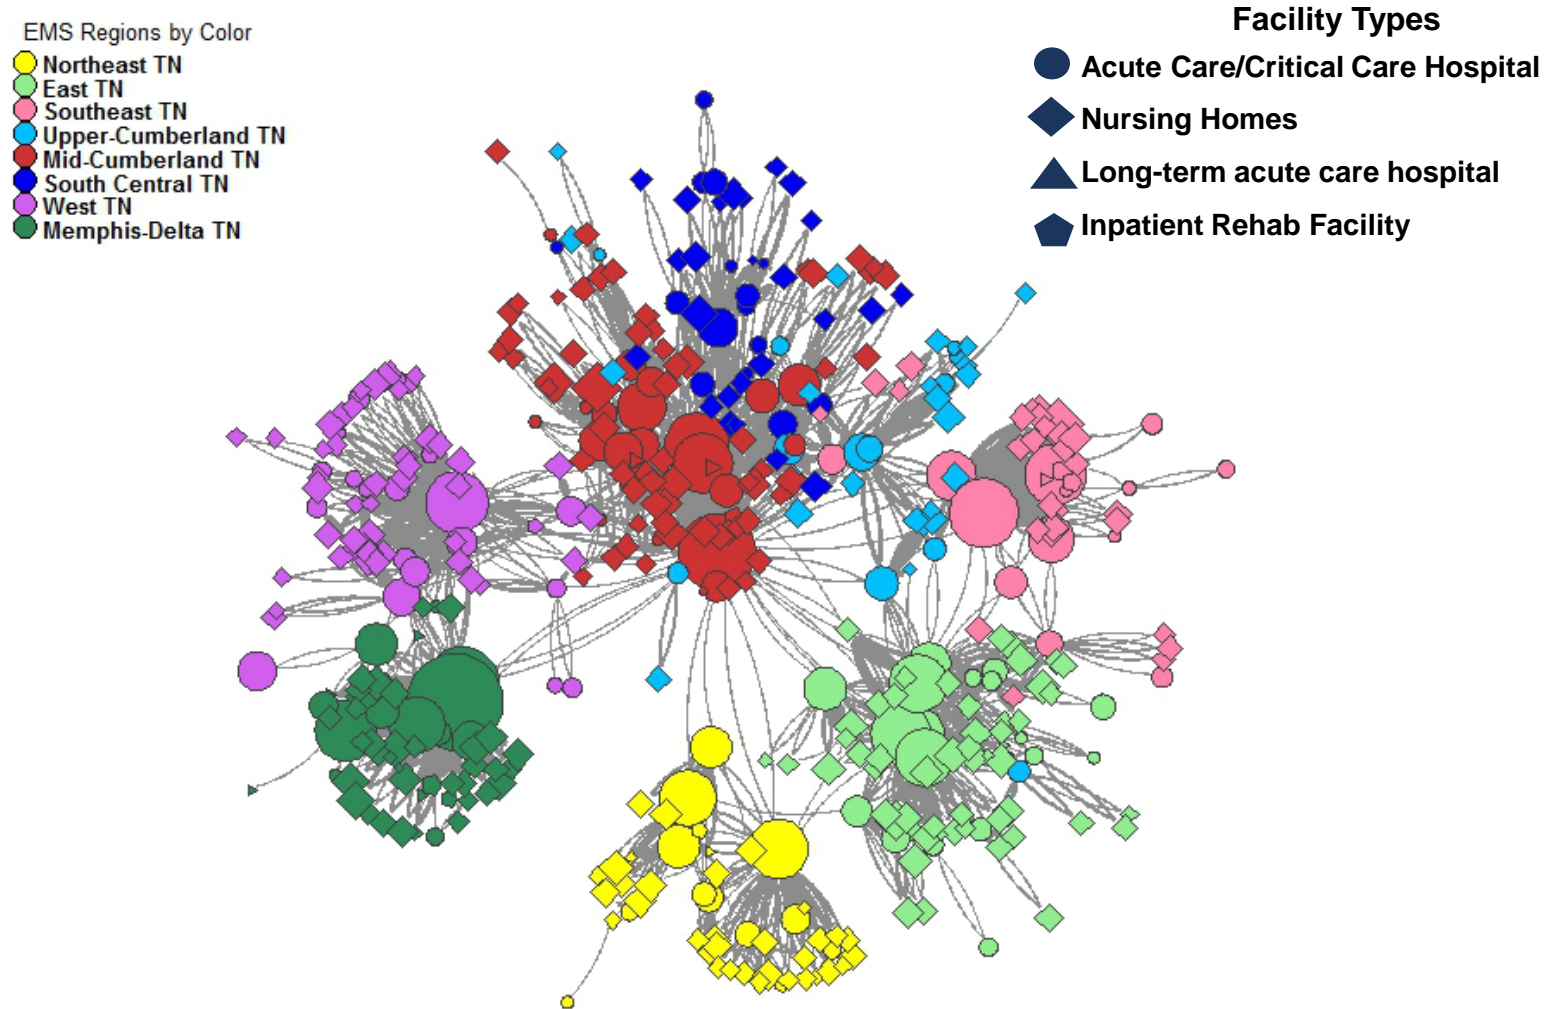 EMS Regions by Color
Northeast TN
East TN
Southeast TN
Upper-Cumberland TN
Mid-Cumberland TN
South Central TN
West TN
Memphis-Delta TN
Facility Types
Acute Care/Critical Care Hospital
Nursing Homes
Long-term acute care hospital
Inpatient Rehab Facility